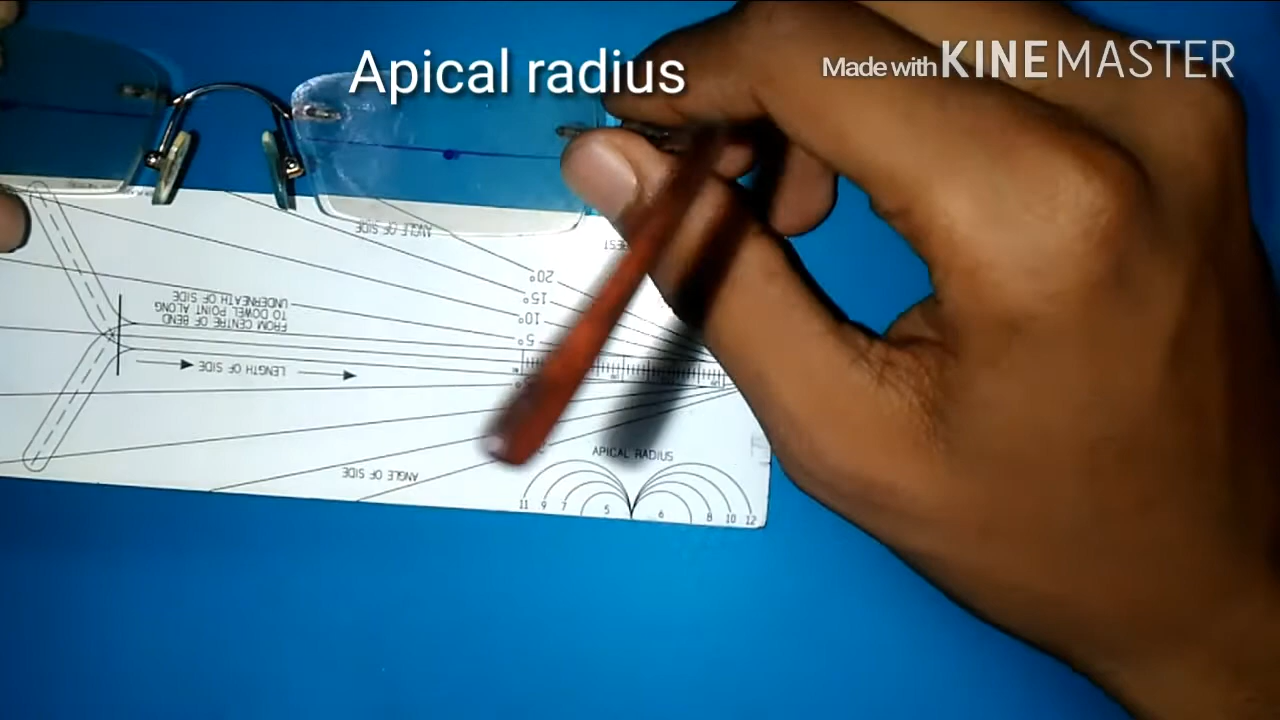 Apical radius
Made with KINEMASTER
ANGLE OF SIDE
20°
15°
10°
5°
FROM CENTRE OF BEND
TO DOWEL POINT ALONG
UNDERNEATH OF SIDE
LENGTH OF SIDE
ANGLE OF SIDE
APICAL RADIUS
11 9 7 5 6 8 10 12